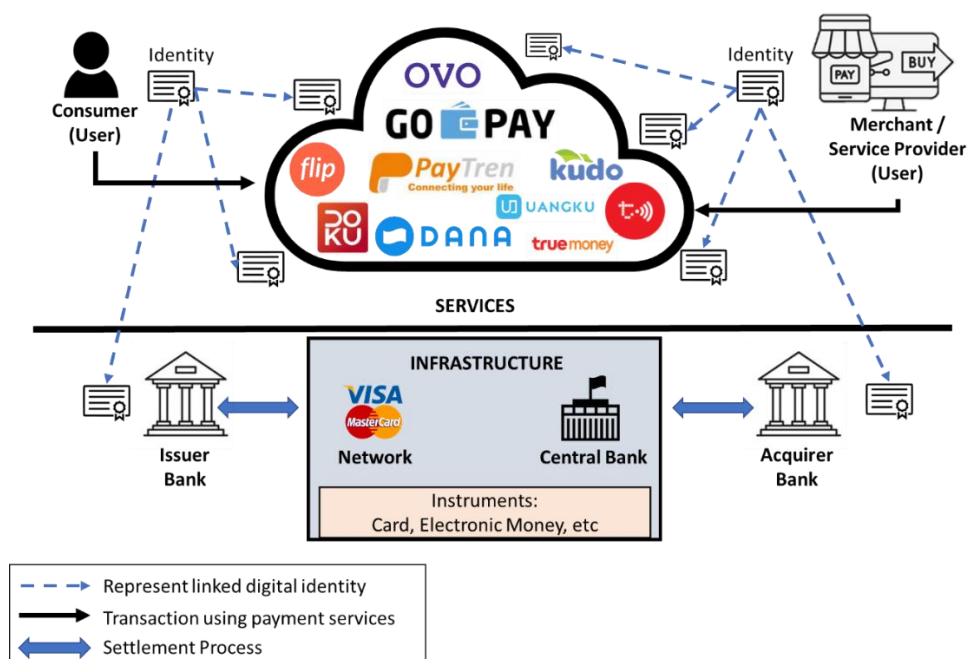 Identity
Consumer
(User)
OVO
GO PAY
flip
PayTren
Connecting your life
kudo
DO
KU
DANA
UANGKU
truemoney
t
Identity
PAY
BUY
Merchant /
Service Provider
(User)
SERVICES
Issuer
Bank
INFRASTRUCTURE
VISA
MasterCard
Network
Central Bank
Instruments:
Card, Electronic Money, etc
Acquirer
Bank
Represent linked digital identity
Transaction using payment services
Settlement Process